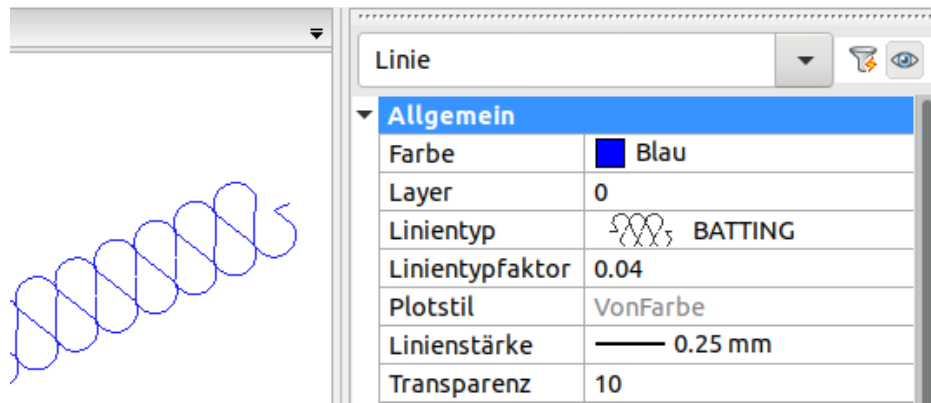 Linie
Allgemein
Farbe Blau
Layer 0
Linientyp BATTING
Linientypfaktor 0.04
Plotstil VonFarbe
Linienstärke 0.25 mm
Transparenz 10